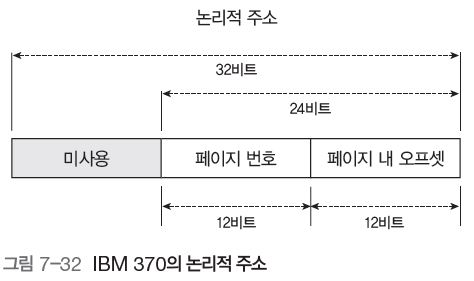 논리적 주소
32비트
24비트
미사용 페이지 번호 페이지 내 오프셋
12비트 12비트
그림 7-32 IBM 370의 논리적 주소